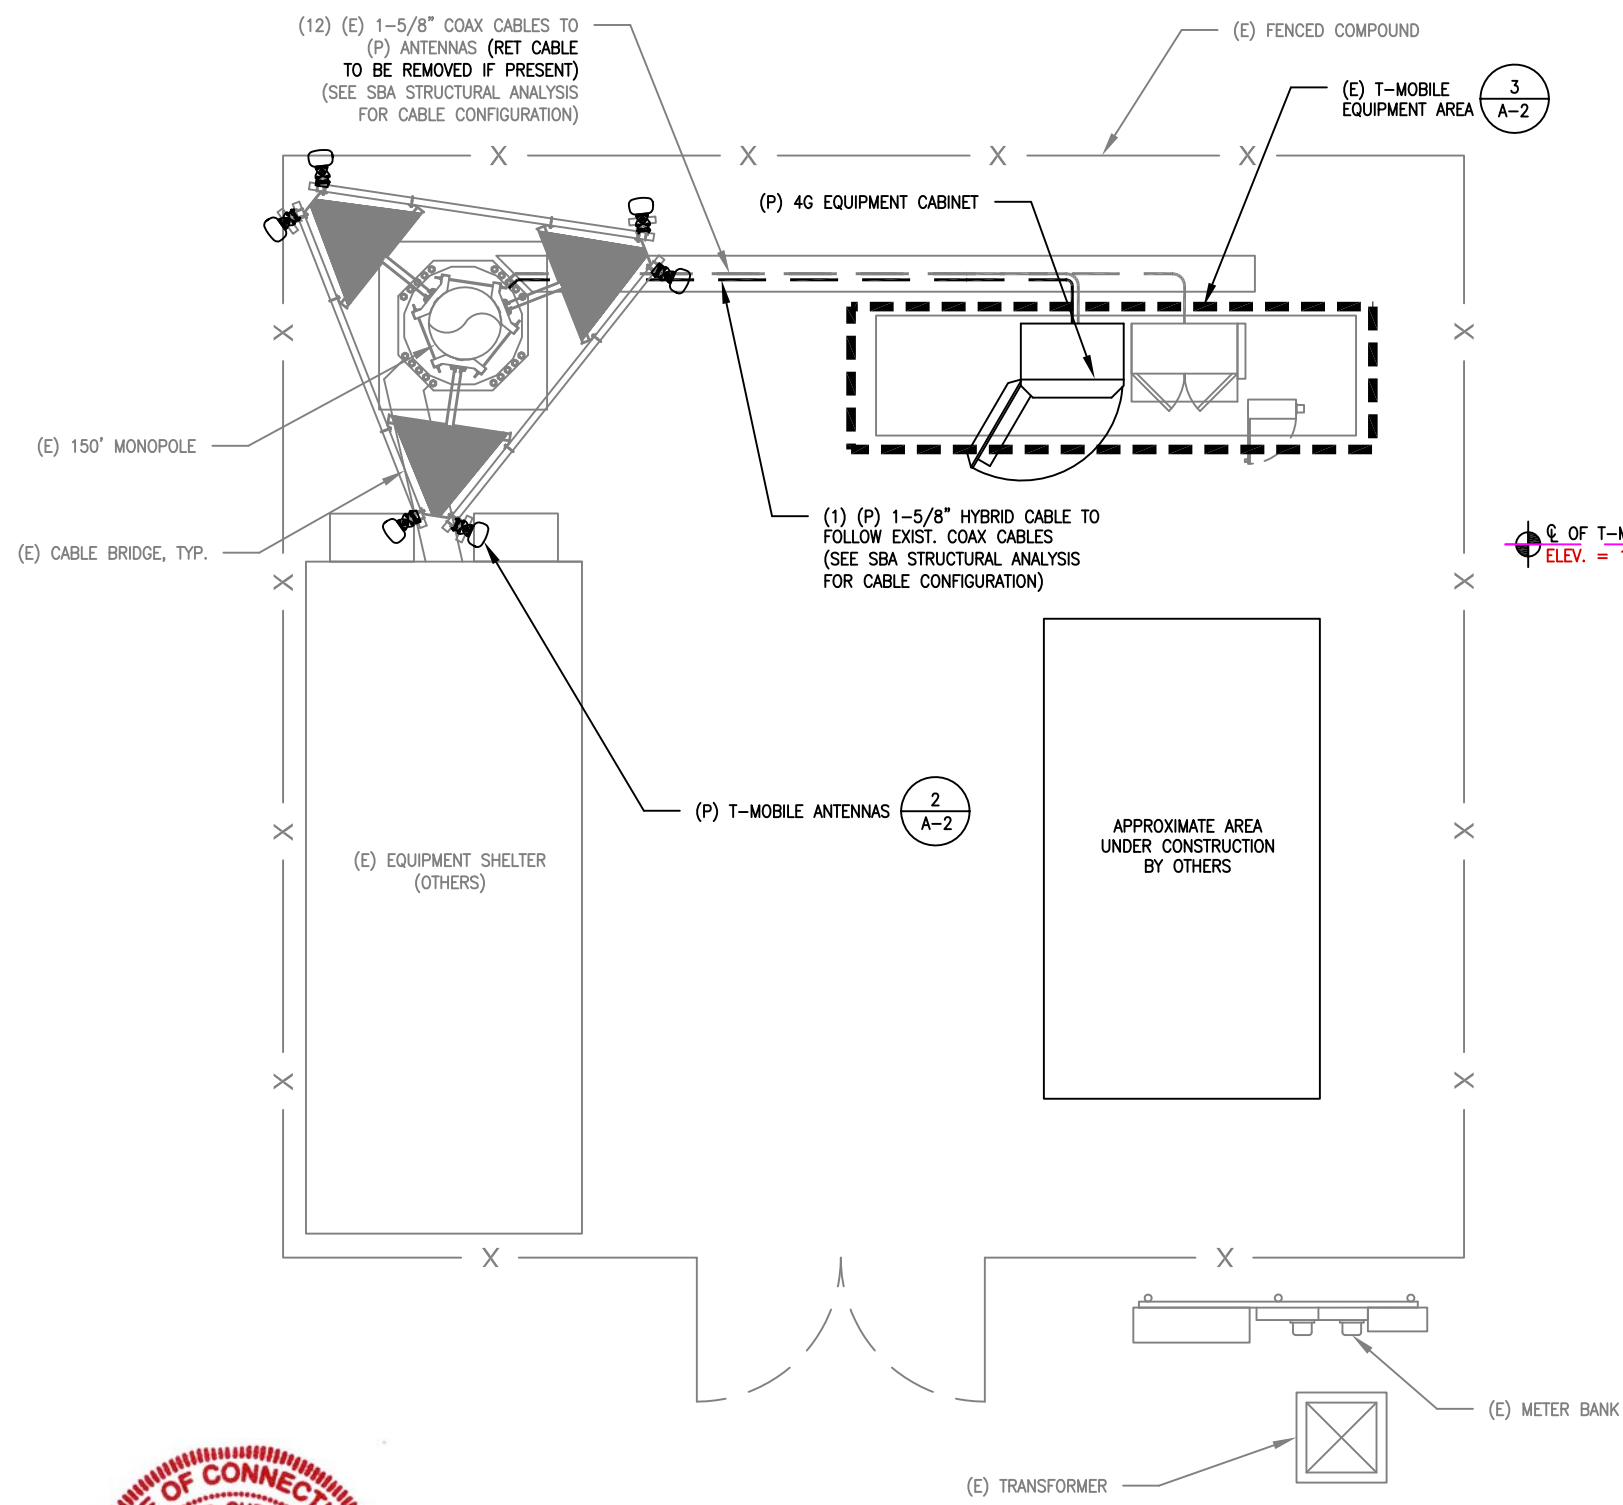 (12) (E) 1-5/8" COAX CABLES TO
(P) ANTENNAS (RET CABLE
TO BE REMOVED IF PRESENT)
(SEE SBA STRUCTURAL ANALYSIS
FOR CABLE CONFIGURATION)
(E) FENCED COMPOUND
(E) T-MOBILE
EQUIPMENT AREA
3
A-2
X X X X
(P) 4G EQUIPMENT CABINET
X X
(E) 150' MONOPOLE
(E) CABLE BRIDGE, TYP.
(1) (P) 1-5/8" HYBRID CABLE TO
FOLLOW EXIST. COAX CABLES
(SEE SBA STRUCTURAL ANALYSIS
FOR CABLE CONFIGURATION)
℄ OF
ELEV. =
X X
(P) T-MOBILE ANTENNAS
2
A-2
X X
(E) EQUIPMENT SHELTER
(OTHERS)
APPROXIMATE AREA
UNDER CONSTRUCTION
BY OTHERS
X X
X X
(E) METER BANK
(E) TRANSFORMER
OF